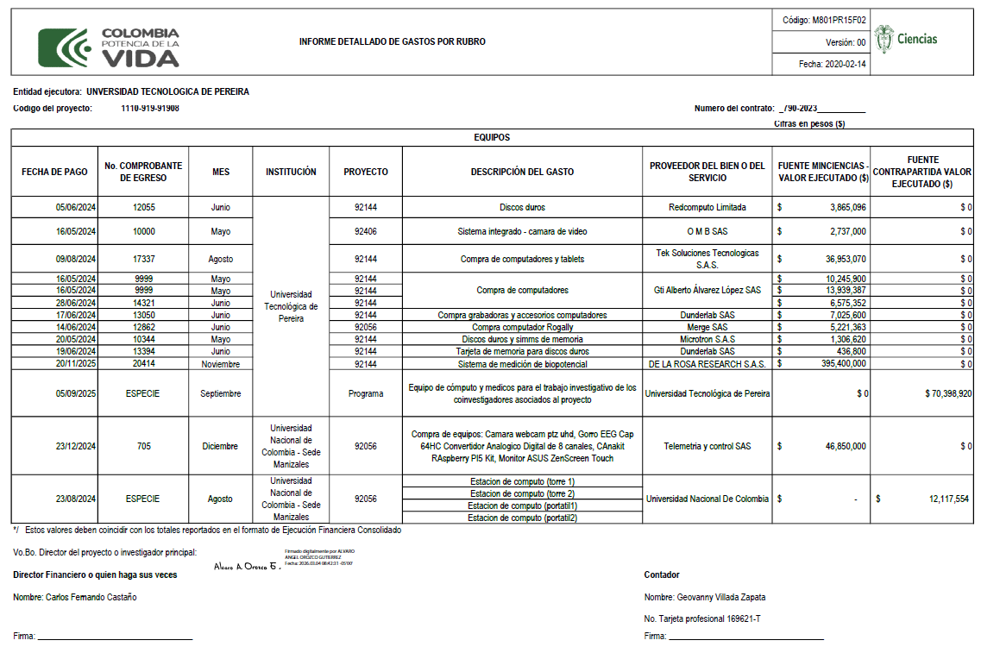 COLOMBIA
POTENCIA DE LA
VIDA
INFORME DETALLADO DE GASTOS POR RUBRO
Código: M801PR15F02
Versión: 00
Fecha: 2020-02-14
Ciencias
Entidad ejecutora: UNVERSIDAD TECNOLOGICA DE PEREIRA
Codigo del proyecto: 1110-919-91908
Numero del contrato: _790-2023__________
Cifras en pesos ($)
EQUIPOS
FECHA DE PAGO
No. COMPROBANTE DE EGRESO
MES
INSTITUCIÓN
PROYECTO
DESCRIPCIÓN DEL GASTO
PROVEEDOR DEL BIEN O DEL SERVICIO
FUENTE MINCIENCIAS - VALOR EJECUTADO ($)
FUENTE CONTRAPARTIDA VALOR EJECUTADO ($)
05/06/2024 12055 Junio 92144 Discos duros Redcomputo Limitada $ 3,865,096 $ 0
16/05/2024 10000 Mayo 92406 Sistema integrado - camara de video O M B SAS $ 2,737,000 $ 0
09/08/2024 17337 Agosto 92144 Compra de computadores y tablets Tek Soluciones Tecnologicas S.A.S. $ 36,953,070 $ 0
16/05/2024 9999 Mayo 92144 $ 10,245,900 $ 0
16/05/2024 9999 Mayo Universidad Tecnológica de Pereira 92144 Compra de computadores Gti Alberto Álvarez López SAS $ 13,939,387 $ 0
28/06/2024 14321 Junio 92144 $ 6,575,352 $ 0
17/06/2024 13050 Junio 92144 Compra grabadoras y accesorios computadores Dunderlab SAS $ 7,025,600 $ 0
14/06/2024 12862 Junio 92056 Compra computador Rogally Merge SAS $ 5,221,363 $ 0
20/05/2024 10344 Mayo 92144 Discos duros y simms de memoria Microtron S.A.S $ 1,306,620 $ 0
19/06/2024 13394 Junio 92144 Tarjeta de memoria para discos duros Dunderlab SAS $ 436,800 $ 0
20/11/2025 20414 Noviembre 92144 Sistema de medición de biopotencial DE LA ROSA RESEARCH S.A.S. $ 395,400,000 $ 0
05/09/2025 ESPECIE Septiembre Programa Equipo de cómputo y medicos para el trabajo investigativo de los coinvestigadores asociados al proyecto Universidad Tecnológica de Pereira $ 0 $ 70,398,920
23/12/2024 705 Diciembre Universidad Nacional de Colombia - Sede Manizales 92056 Compra de equipos: Camara webcam ptz uhd, Gorro EEG Cap 64HC Convertidor Analogico Digital de 8 canales, CAnakit RAspberry PI5 Kit, Monitor ASUS ZenScreen Touch Telemetria y control SAS $ 46,850,000 $ 0
23/08/2024 ESPECIE Agosto Universidad Nacional de Colombia - Sede Manizales 92056 Estacion de computo (torre 1) Universidad Nacional De Colombia $ - $ 12,117,554
Estacion de computo (torre 2)
Estacion de computo (portatil1)
Estacion de computo (portatil2)
*/ Estos valores deben coincidir con los totales reportados en el formato de Ejecución Financiera Consolidado
Vo.Bo. Director del proyecto o investigador principal:
Alvaro A. Orozco G.
Firmado digitalmente por ALVARO
ANGEL OROZCO GUTIERREZ
Fecha: 2026.03.04 08:42:31 -05'00'
Director Financiero o quien haga sus veces
Contador
Nombre: Carlos Fernando Castaño
Nombre: Geovanny Villada Zapata
No. Tarjeta profesional 169621-T
Firma: ______________________________
Firma: ______________________________